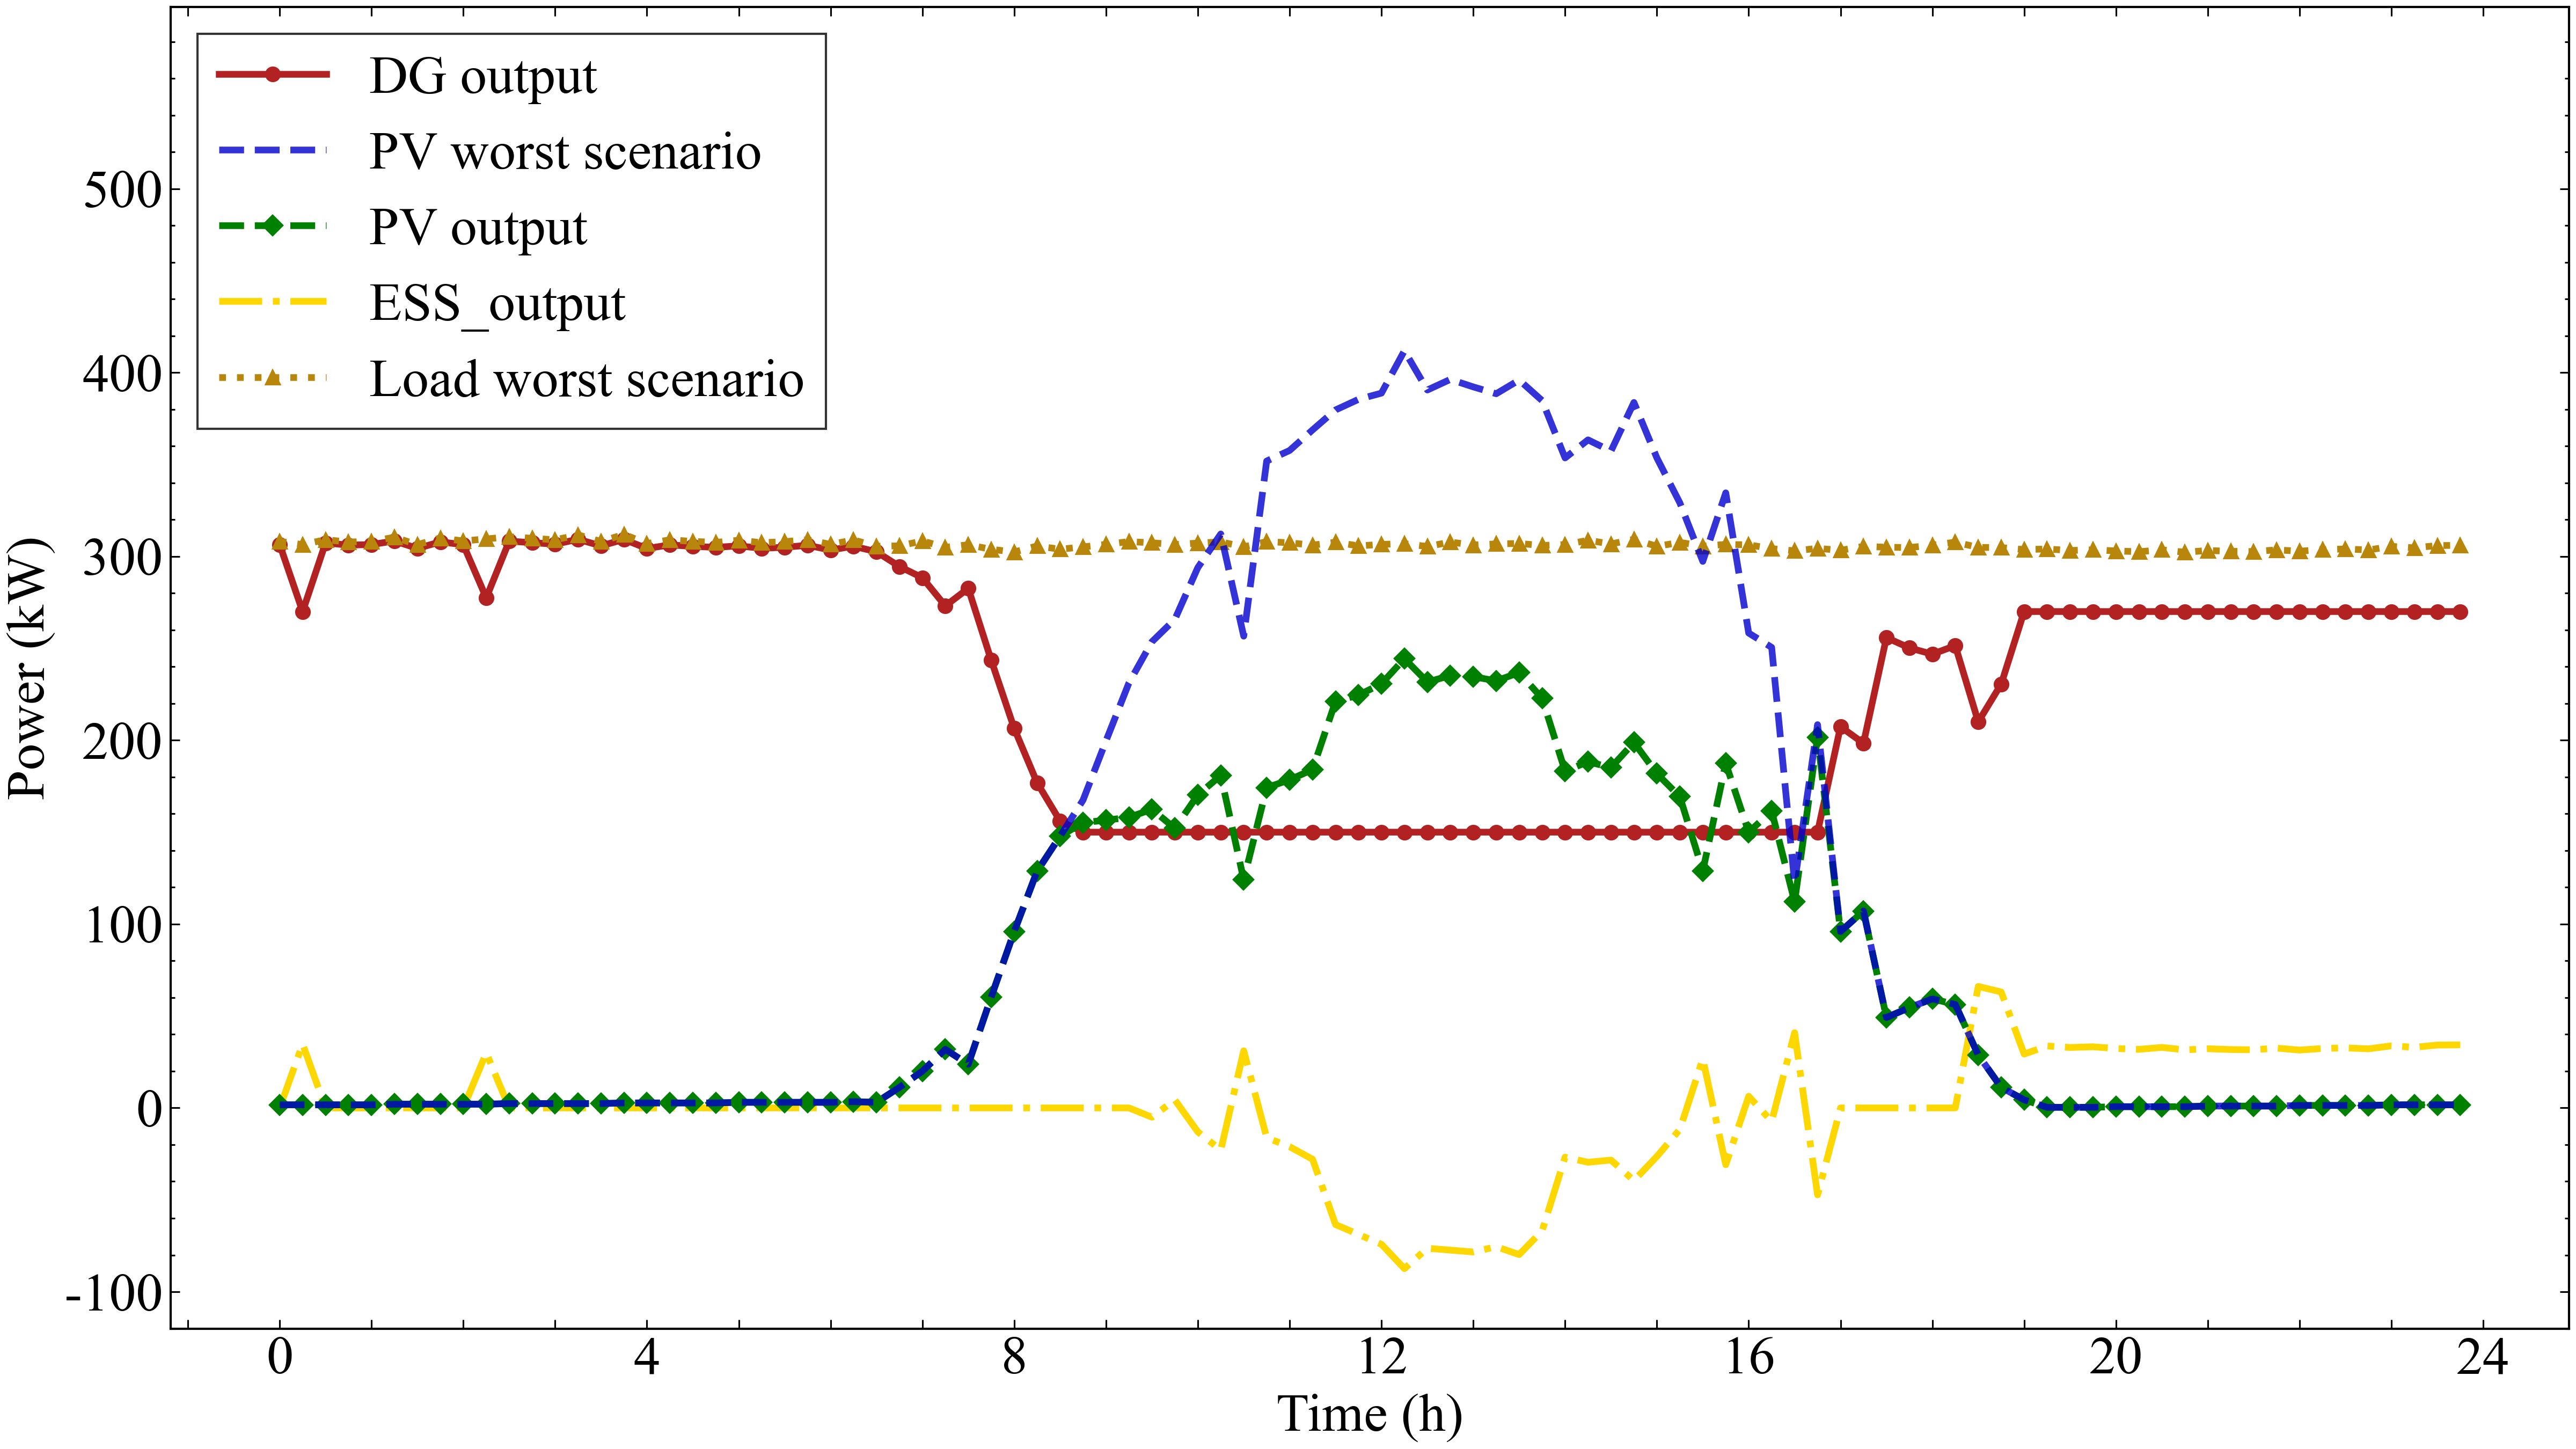 DG output
PV worst scenario
PV output
ESS_output
Load worst scenario
Power (kW)
500
400
300
200
100
0
-100
0 4 8 12 16 20 24
Time (h)